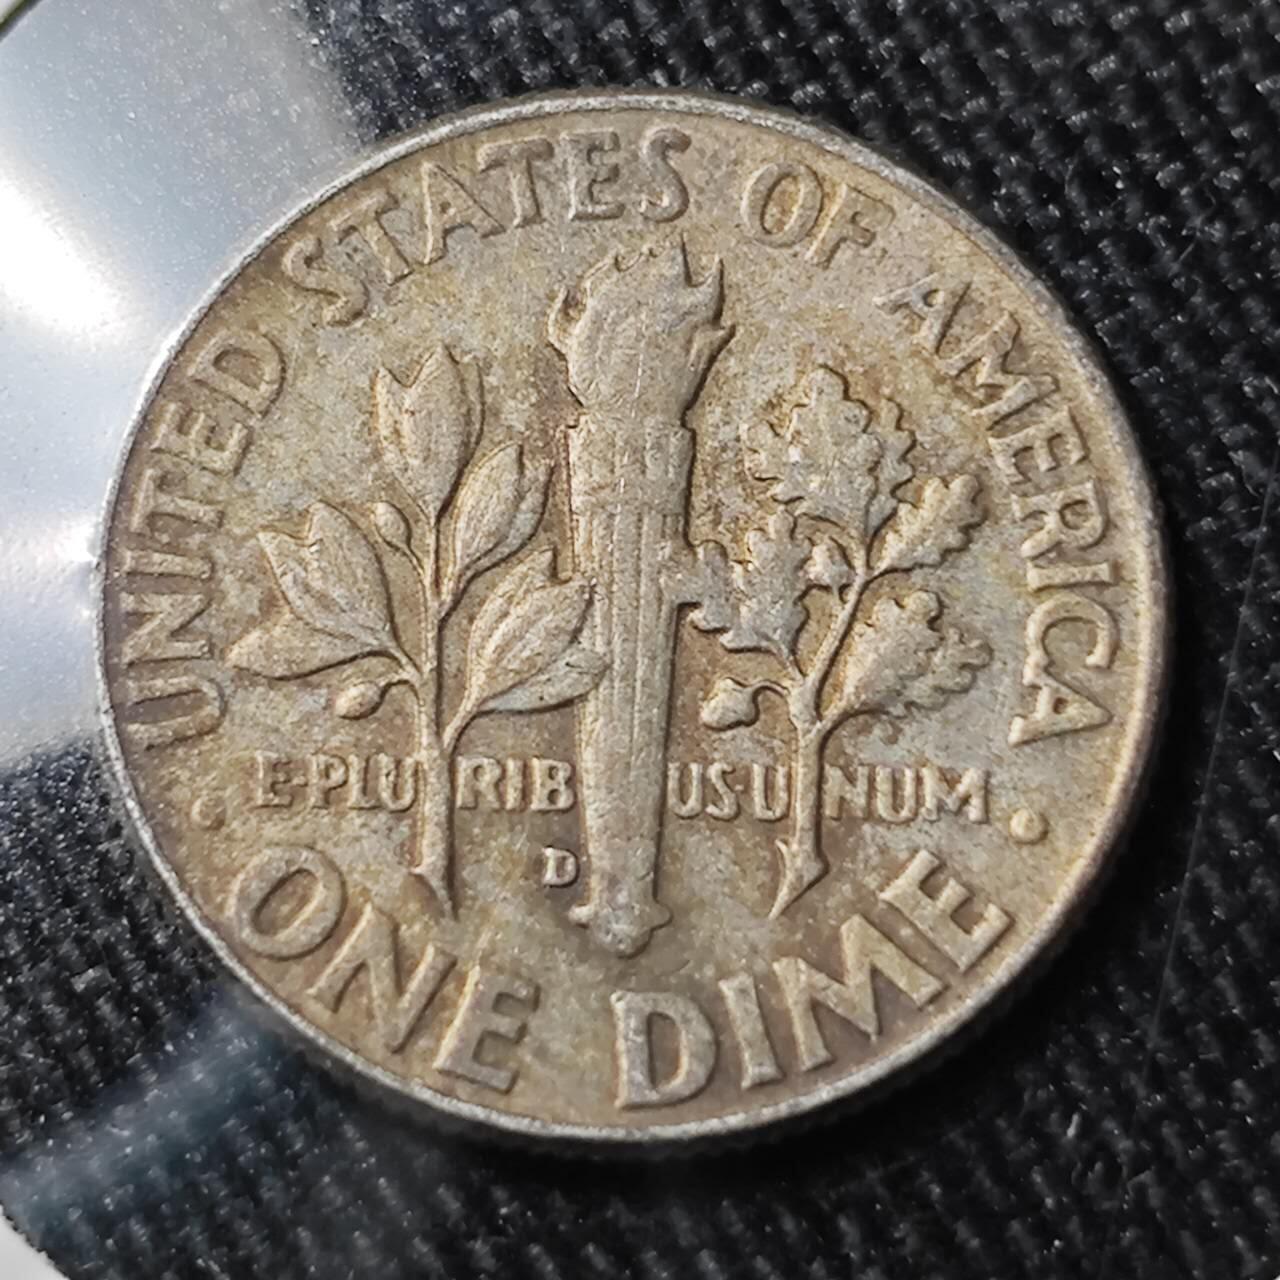 UNITED STATES OF AMERICA
E·PLURIBUS·UNUM
D
ONE DIME